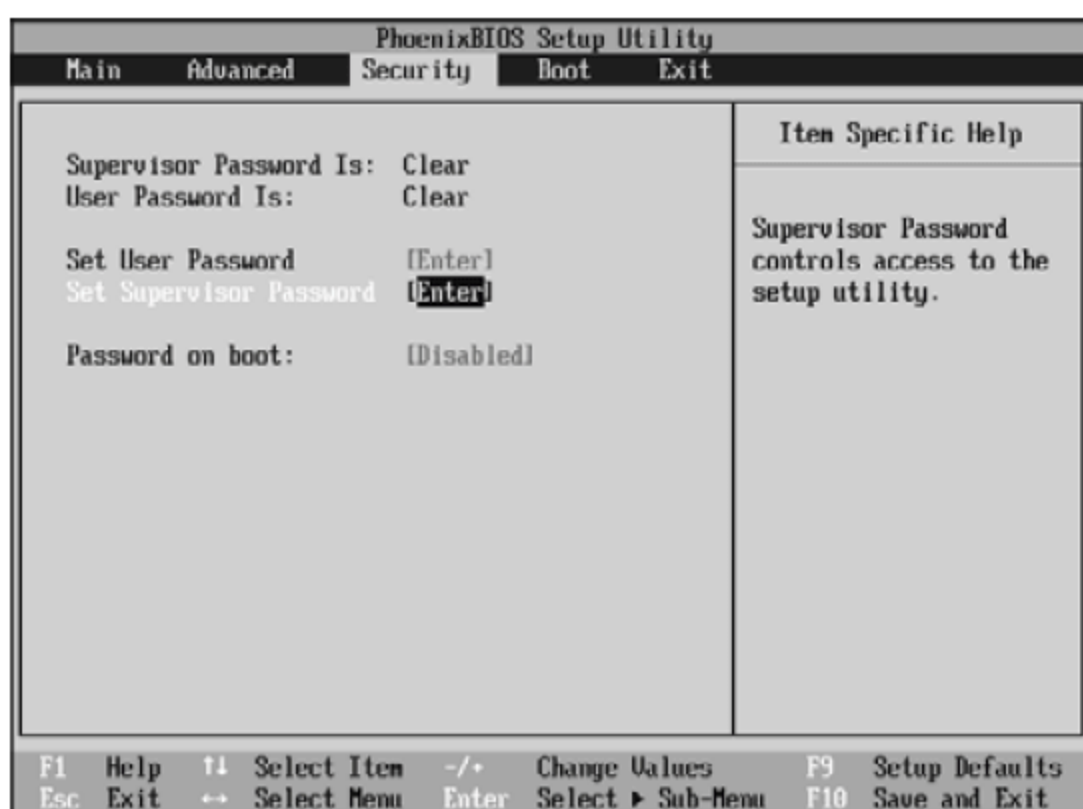 PhoenixBIOS Setup Utility
Main Advanced Security Boot Exit
Item Specific Help
Supervisor Password Is: Clear
User Password Is: Clear
Set User Password [Enter]
Set Supervisor Password [Enter]
Password on boot: [Disabled]
Supervisor Password
controls access to the
setup utility.
F1 Help ↑↓ Select Item -/+ Change Values F9 Setup Defaults
Esc Exit ↔ Select Menu Enter Select ▶ Sub-Menu F10 Save and Exit